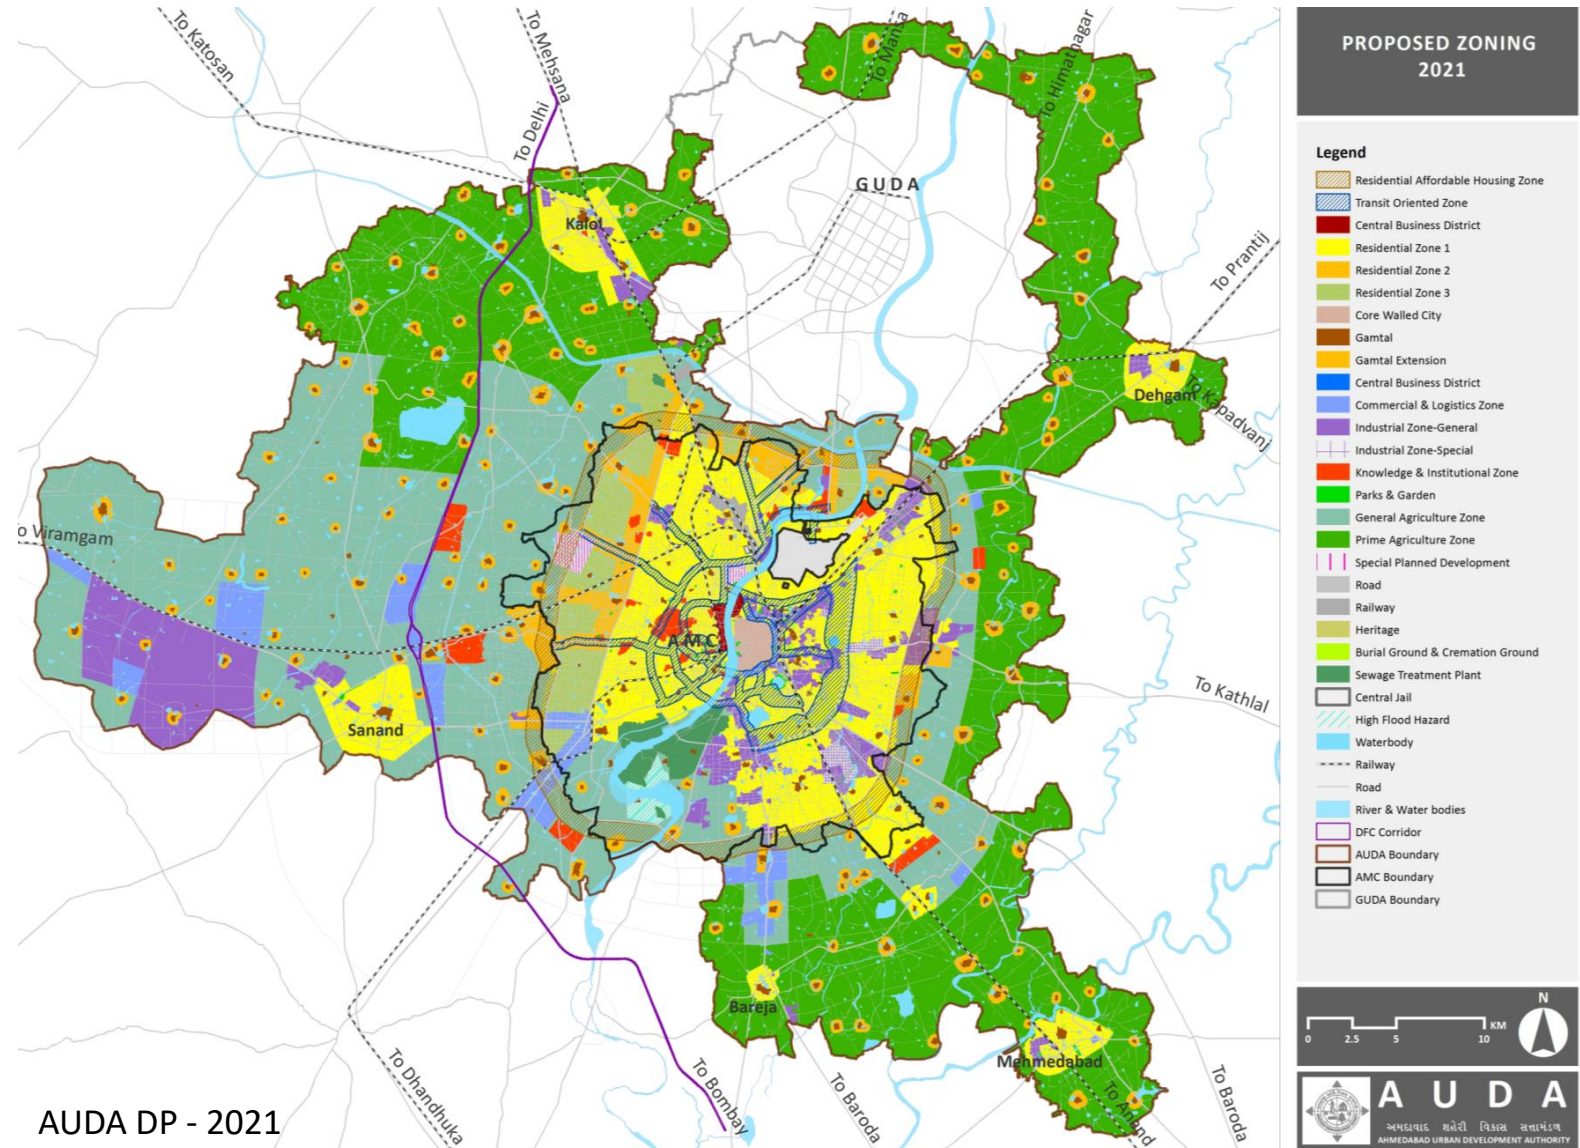 PROPOSED ZONING
2021
Legend
Residential Affordable Housing Zone
Transit Oriented Zone
Central Business District
Residential Zone 1
Residential Zone 2
Residential Zone 3
Core Walled City
Gamtal
Gamtal Extension
Central Business District
Commercial & Logistics Zone
Industrial Zone-General
Industrial Zone-Special
Knowledge & Institutional Zone
Parks & Garden
General Agriculture Zone
Prime Agriculture Zone
Special Planned Development
Road
Railway
Heritage
Burial Ground & Cremation Ground
Sewage Treatment Plant
Central Jail
High Flood Hazard
Waterbody
Railway
Road
River & Water bodies
DFC Corridor
AUDA Boundary
AMC Boundary
GUDA Boundary
N
KM
0 2.5 5 10
A U D A
અમદાવાદ શહેરી વિકાસ સત્તામંડળ
AHMEDABAD URBAN DEVELOPMENT AUTHORITY
To Katosan
To Mehsana
To Delhi
To Mansa
To Himatnagar
GUDA
Kalol
To Prantij
Dehgam
To Kapadvanj
o Viramgam
AMC
To Kathlal
Sanand
Bareja
Mehmedabad
To Dhandhuka
To Bombay
To Baroda
To Anand
To Baroda
AUDA DP - 2021